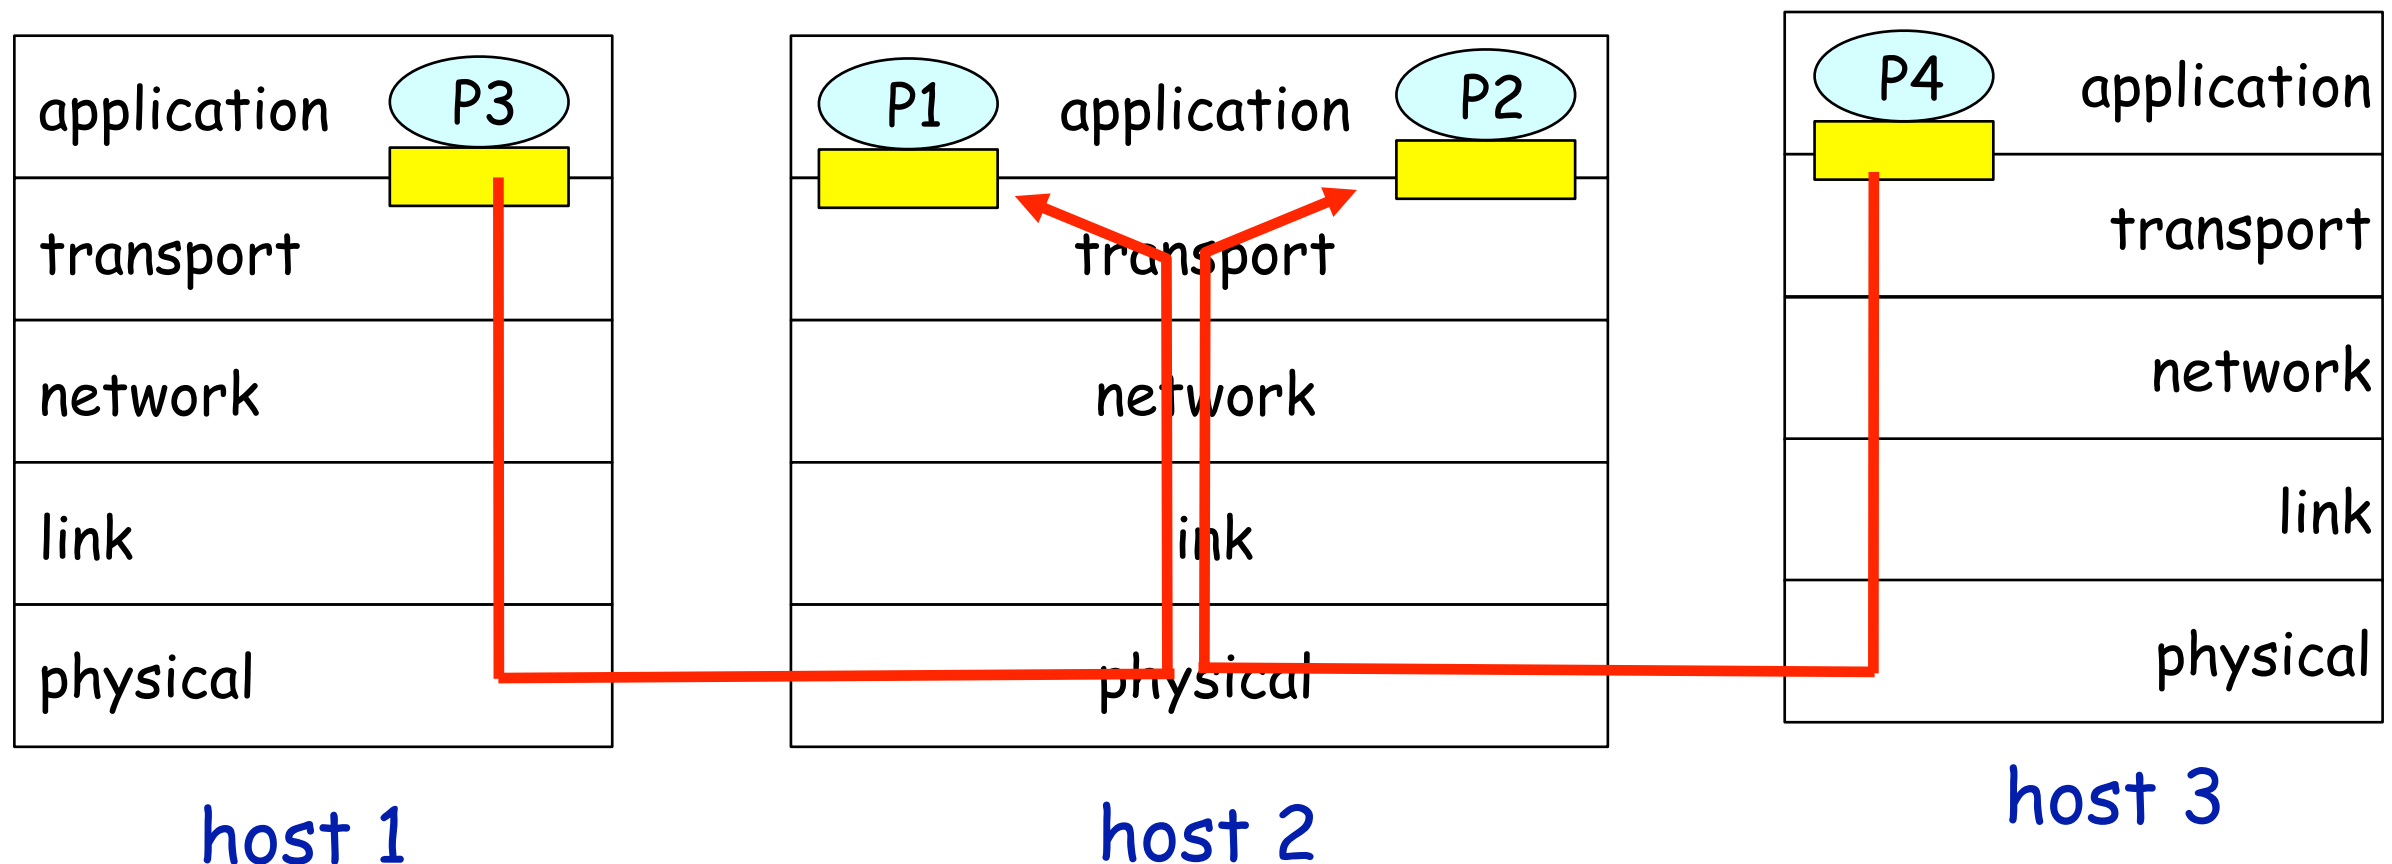 application P3
transport
network
link
physical
host 1
P1 application P2
transport
network
ink
physical
host 2
P4 application
transport
network
link
physical
host 3